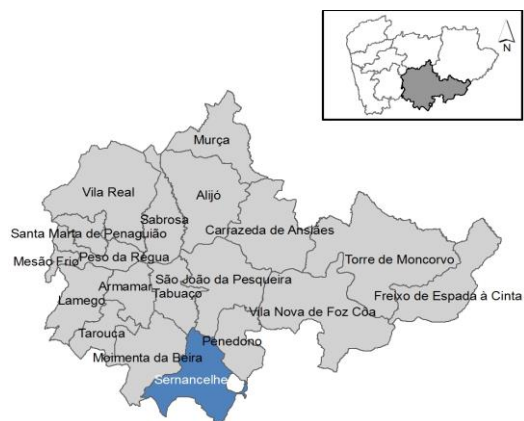 N
Murça
Vila Real
Alijó
Sabrosa
Carrazeda de Ansiães
Santa Marta de Penaguião
Mesão Frio
Peso da Régua
Torre de Moncorvo
São João da Pesqueira
Armamar
Tabuaço
Freixo de Espada à Cinta
Lamego
Vila Nova de Foz Côa
Tarouca
Penedono
Moimenta da Beira
Sernancelhe